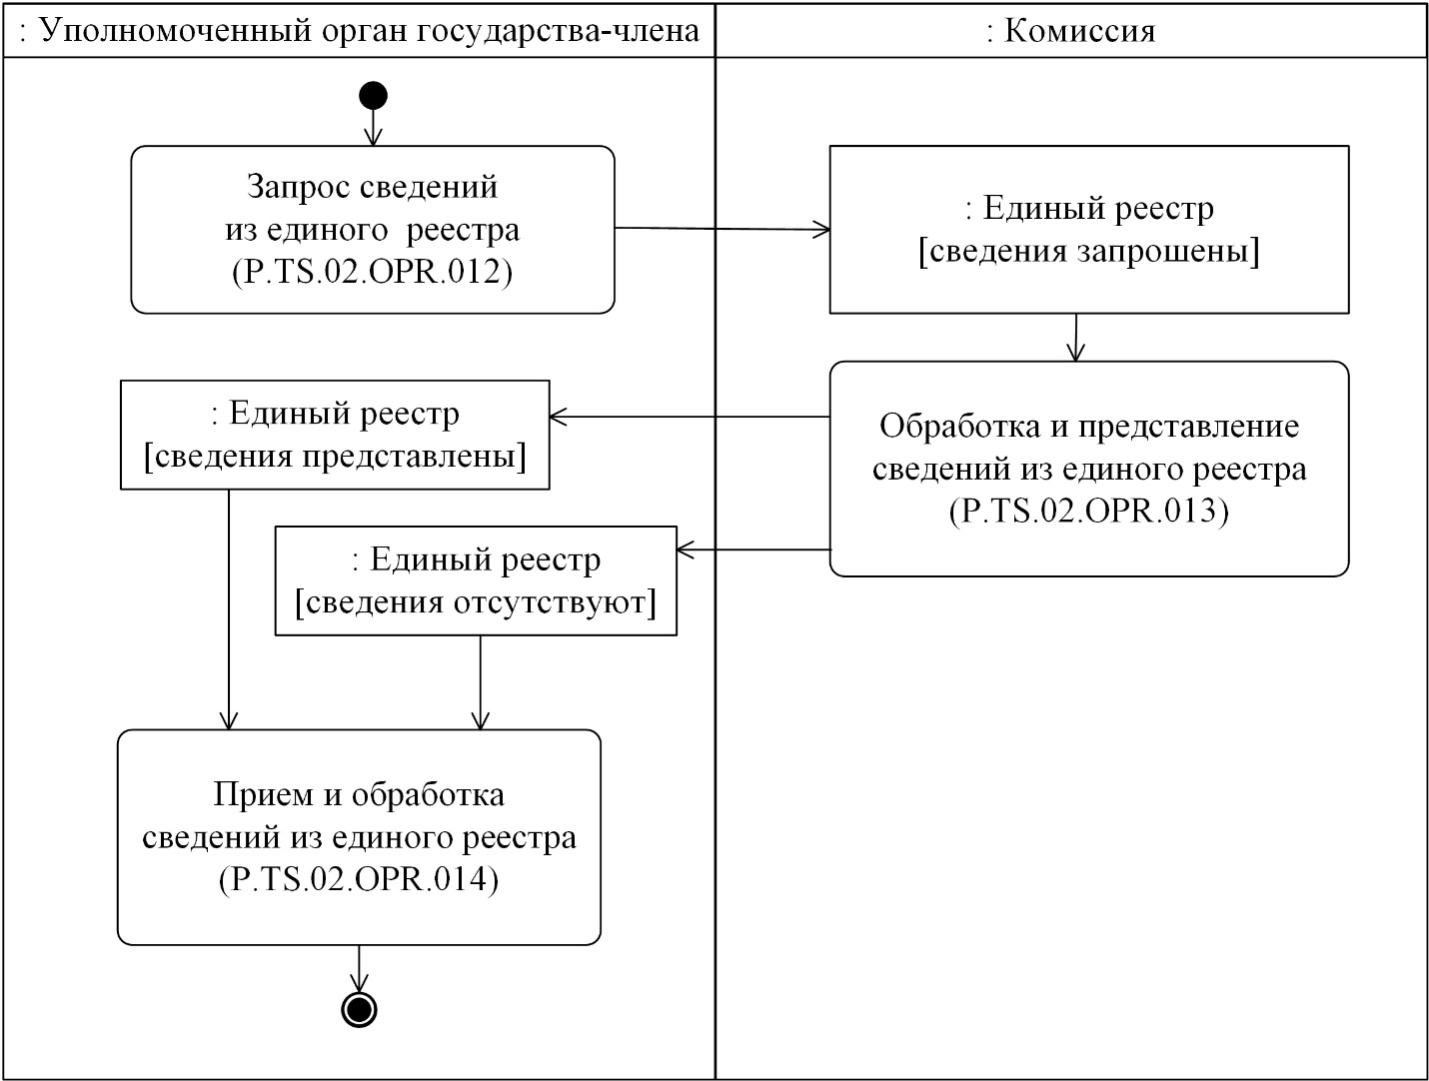 : Уполномоченный орган государства-члена
: Комиссия
Запрос сведений
из единого реестра
(P.TS.02.OPR.012)
: Единый реестр
[сведения запрошены]
: Единый реестр
[сведения представлены]
Обработка и представление
сведений из единого реестра
(P.TS.02.OPR.013)
: Единый реестр
[сведения отсутствуют]
Прием и обработка
сведений из единого реестра
(P.TS.02.OPR.014)